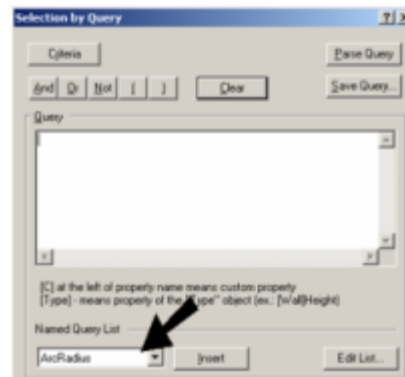 Selection by Query
Criteria
Parse Query
And Or Not ( )
Clear
Save Query...
Query
[C] at the left of property name means custom property
[Type] - means property of the "Type" object (ex.: [Wall]Height)
Named Query List
ArcRadius
Insert
Edit List...